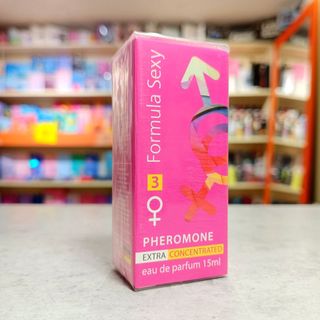 Formula Sexy
3
PHEROMONE
EXTRA CONCENTRATED
eau de parfum 15ml